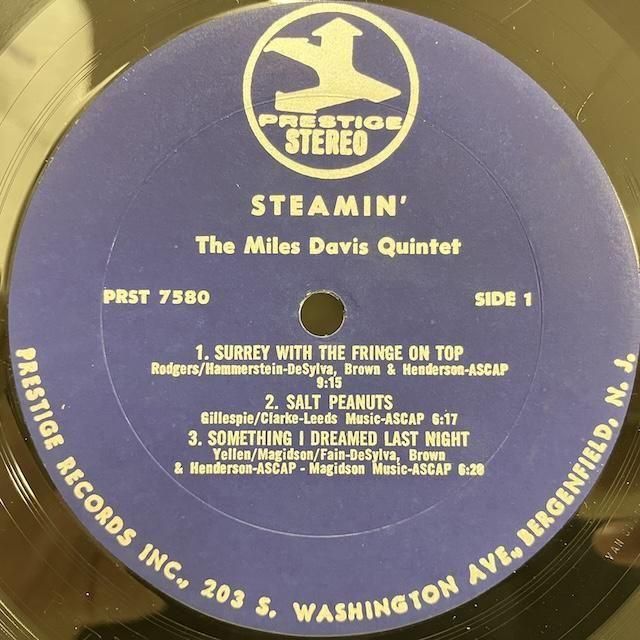 PRESTIGE
STEREO
STEAMIN'
The Miles Davis Quintet
PRST 7580
SIDE 1
1. SURREY WITH THE FRINGE ON TOP
Rodgers/Hammerstein-DeSylva, Brown & Henderson-ASCAP
9:15
2. SALT PEANUTS
Gillespie/Clarke-Leeds Music-ASCAP 6:17
3. SOMETHING I DREAMED LAST NIGHT
Yellen/Magidson/Fain-DeSylva, Brown
& Henderson-ASCAP - Magidson Music-ASCAP 6:20
PRESTIGE RECORDS INC., 203 S. WASHINGTON AVE., BERGENFIELD, N. J.
VAN